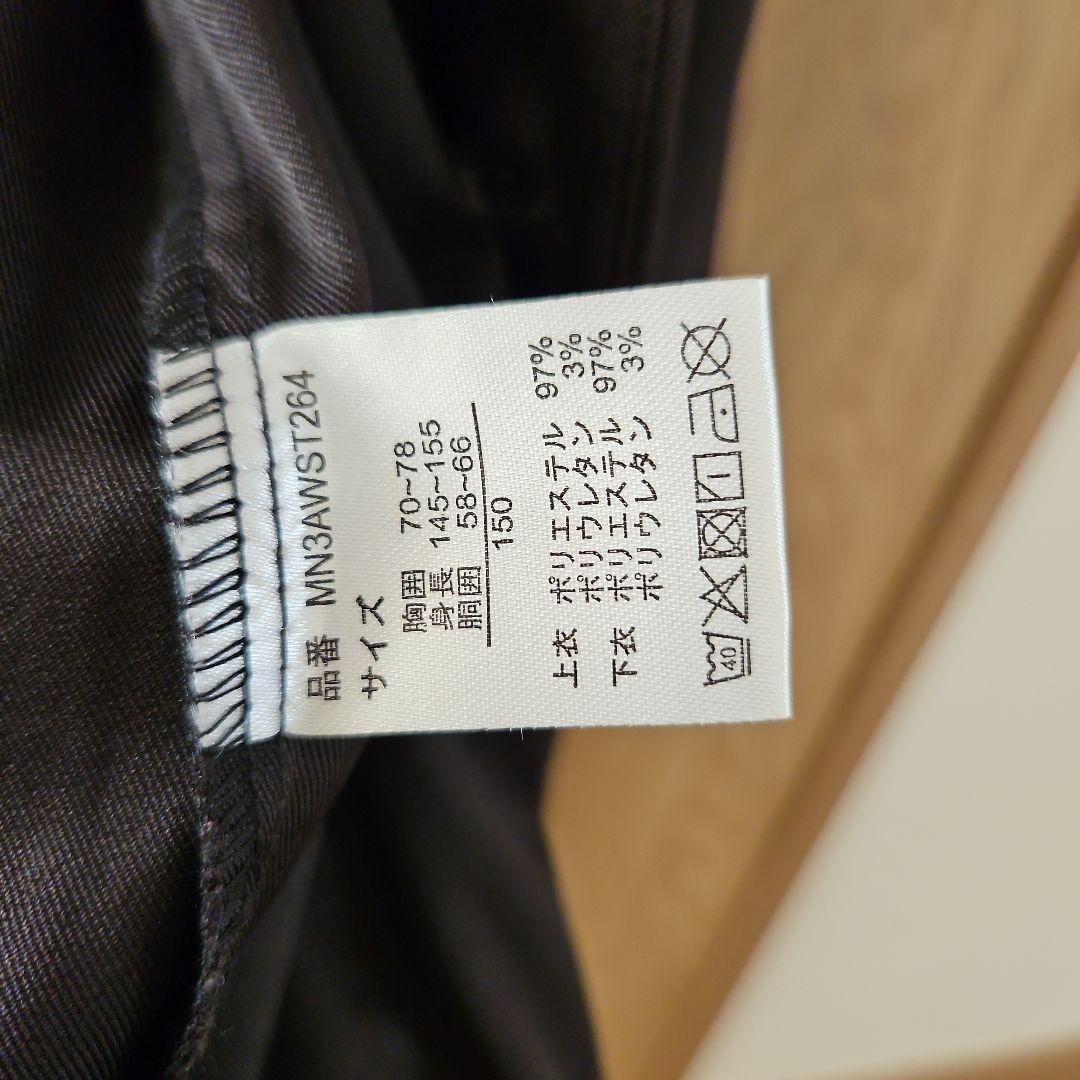 品番 MN3AWST264
サイズ
胸囲 70~78
身長 145~155
胴囲 58~66
150
上衣 ポリエステル 97%
ポリウレタン 3%
下衣 ポリエステル 97%
ポリウレタン 3%
40